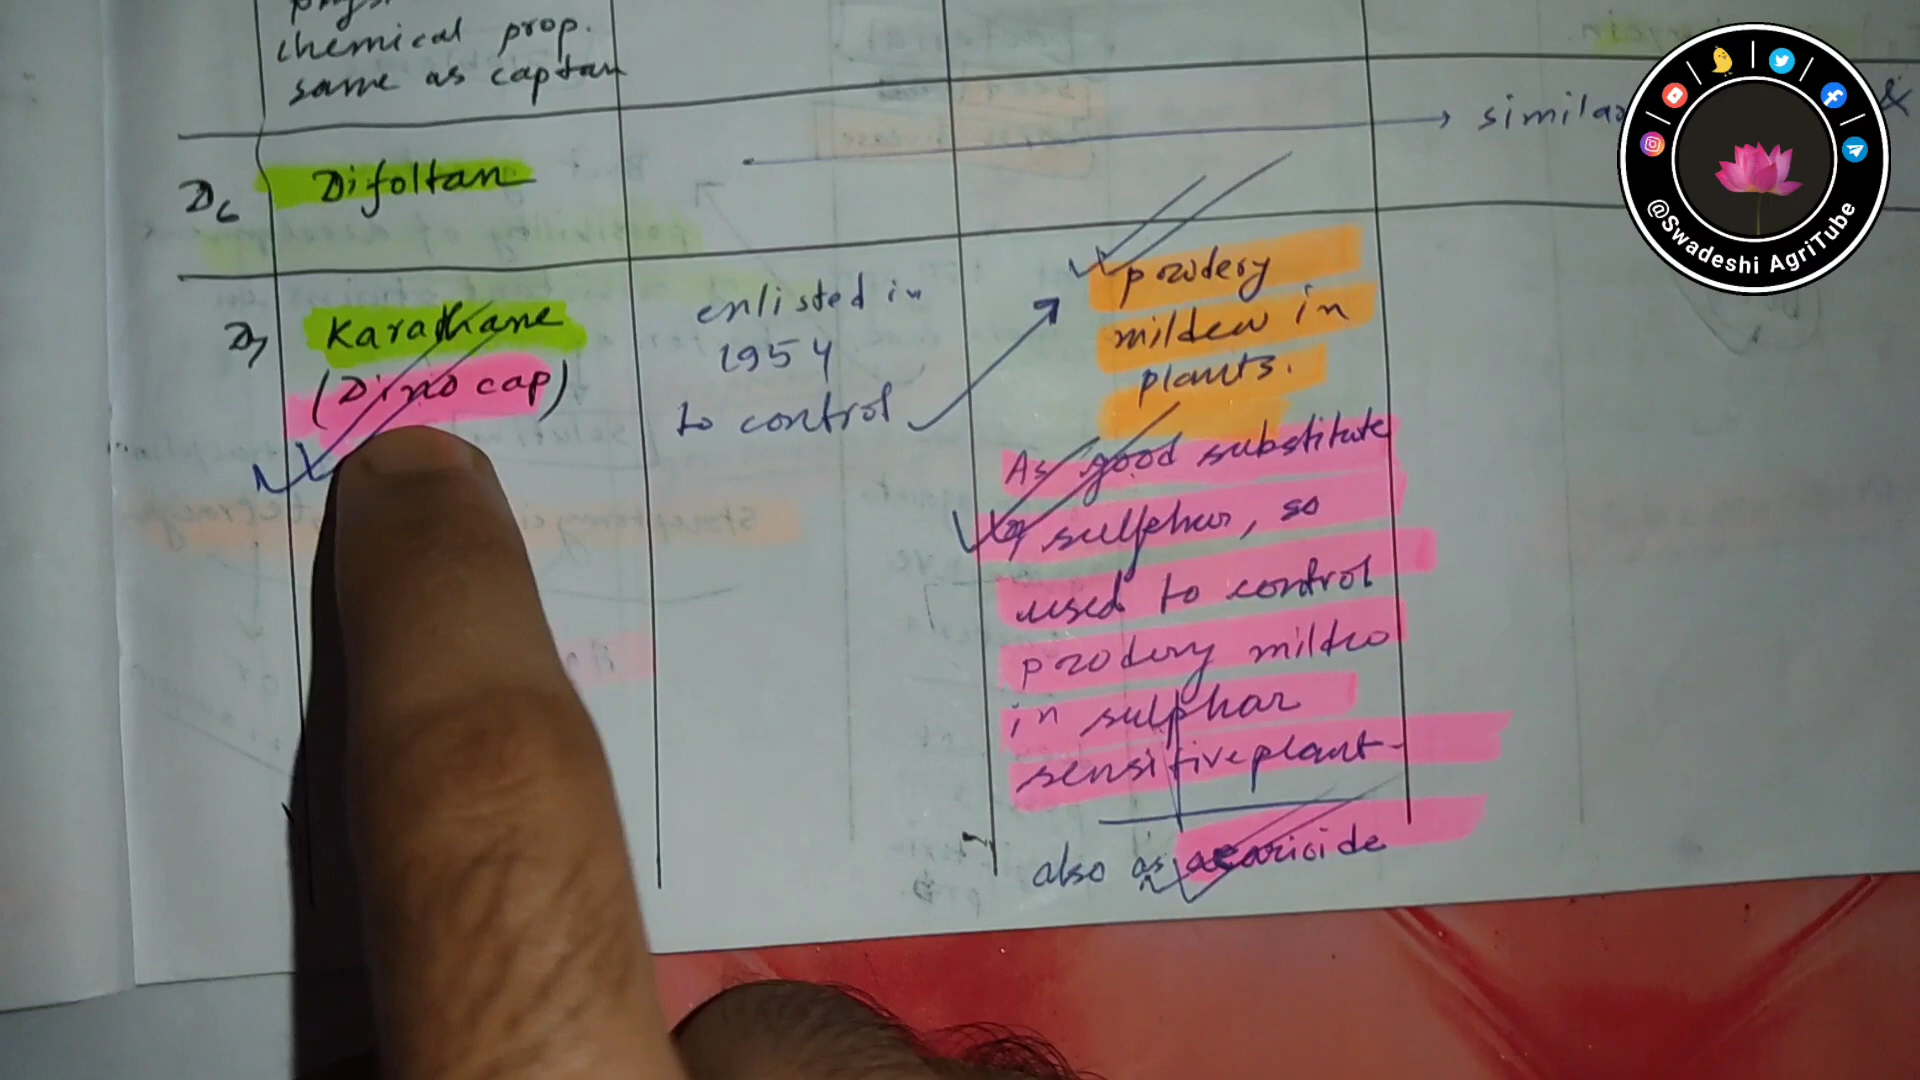 chemical prop.
same as captan
D6 Difoltan
similar
&
D7 Karathane
(Dinocap)
enlisted in
1954
to control
powdery
mildew in
plants.
As good substitute
of sulphur, so
used to control
powdery mildew
in sulphar
sensitive plant
also as acaricide
@Swadeshi AgriTube